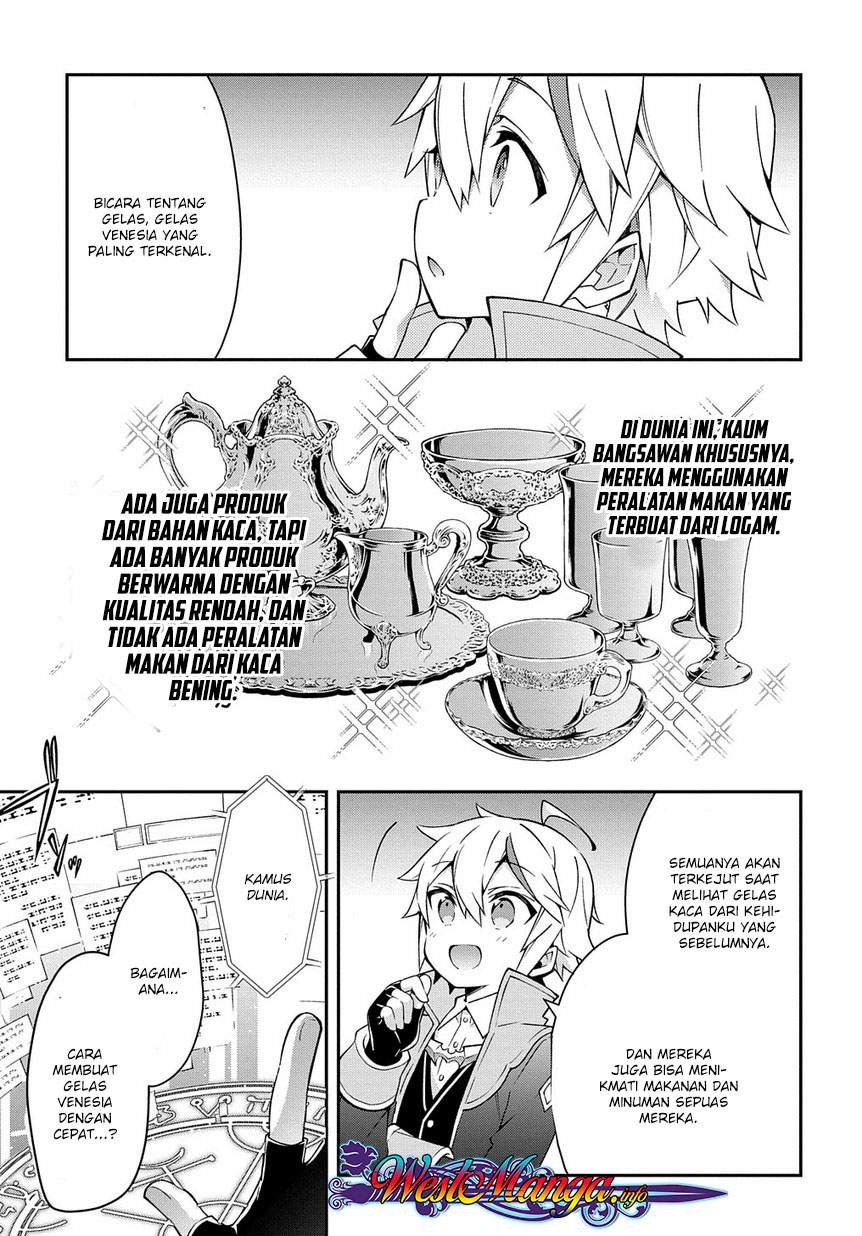 BICARA TENTANG
GELAS, GELAS
VENESIA YANG
PALING TERKENAL.
DI DUNIA INI, KAUM
BANGSAWAN KHUSUSNYA,
MEREKA MENGGUNAKAN
PERALATAN MAKAN YANG
TERBUAT DARI LOGAM.
ADA JUGA PRODUK
DARI BAHAN KACA, TAPI
ADA BANYAK PRODUK
BERWARNA DENGAN
KUALITAS RENDAH, DAN
TIDAK ADA PERALATAN
MAKAN DARI KACA
BENING.
SEMUANYA AKAN
TERKEJUT SAAT
MELIHAT GELAS
KACA DARI KEHI-
DUPANKU YANG
SEBELUMNYA.
DAN MEREKA
JUGA BISA MENI-
KMATI MAKANAN DAN
MINUMAN SEPUAS
MEREKA.
KAMUS
DUNIA.
BAGAIM-
ANA...
CARA
MEMBUAT
GELAS
VENESIA
DENGAN
CEPAT...?
WestManga.info